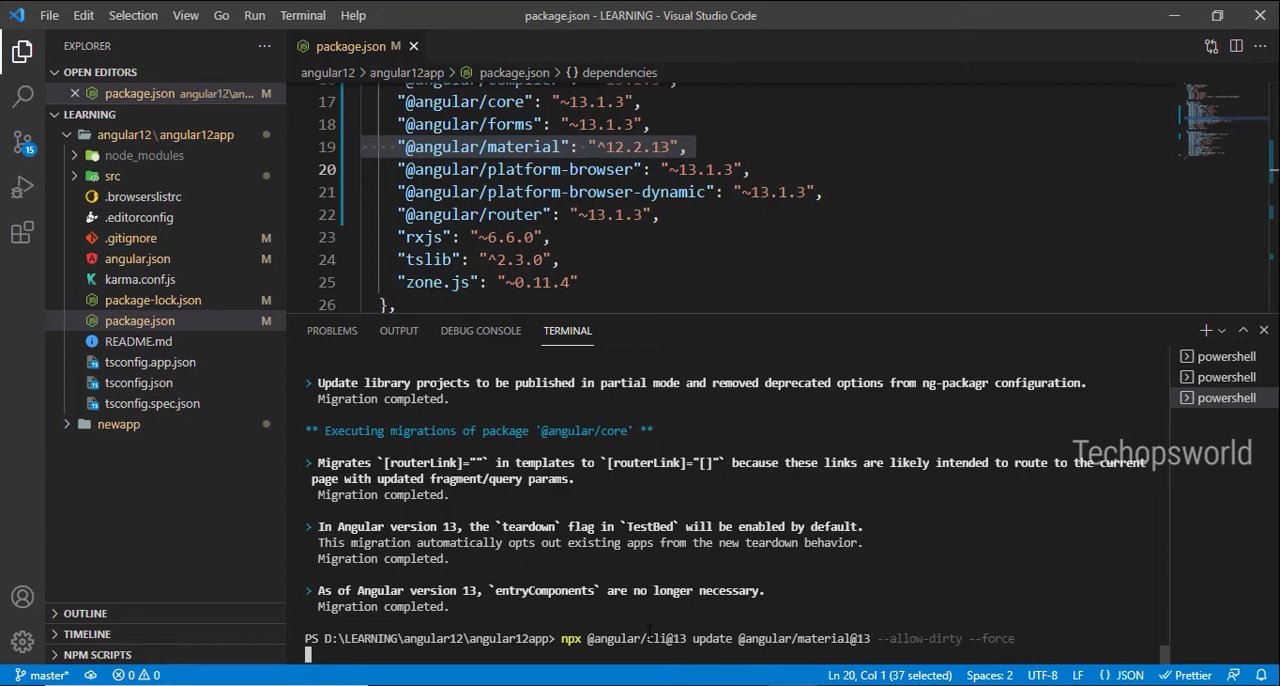 File Edit Selection View Go Run Terminal Help package.json - LEARNING - Visual Studio Code
EXPLORER
OPEN EDITORS
package.json angular12\an... M
LEARNING
angular12 \ angular12app
node_modules
src
.browserslistrc
.editorconfig
.gitignore M
angular.json M
karma.conf.js
package-lock.json M
package.json M
README.md
tsconfig.app.json
tsconfig.json
tsconfig.spec.json
newapp
OUTLINE
TIMELINE
NPM SCRIPTS
15
package.json M
angular12 > angular12app > package.json > {} dependencies
17 "@angular/core": "~13.1.3",
18 "@angular/forms": "~13.1.3",
19 "@angular/material": "^12.2.13",
20 "@angular/platform-browser": "~13.1.3",
21 "@angular/platform-browser-dynamic": "~13.1.3",
22 "@angular/router": "~13.1.3",
23 "rxjs": "~6.6.0",
24 "tslib": "^2.3.0",
25 "zone.js": "~0.11.4"
26 },
PROBLEMS OUTPUT DEBUG CONSOLE TERMINAL
> Update library projects to be published in partial mode and removed deprecated options from ng-packagr configuration.
Migration completed.
** Executing migrations of package '@angular/core' **
> Migrates `[routerLink]=""` in templates to `[routerLink]="[]"` because these links are likely intended to route to the current
page with updated fragment/query params.
Migration completed.
> In Angular version 13, the `teardown` flag in `TestBed` will be enabled by default.
This migration automatically opts out existing apps from the new teardown behavior.
Migration completed.
> As of Angular version 13, `entryComponents` are no longer necessary.
Migration completed.
PS D:\LEARNING\angular12\angular12app> npx @angular/cli@13 update @angular/material@13 --allow-dirty --force
powershell
powershell
powershell
Techopsworld
master* 0 0 Ln 20, Col 1 (37 selected) Spaces: 2 UTF-8 LF {} JSON Prettier